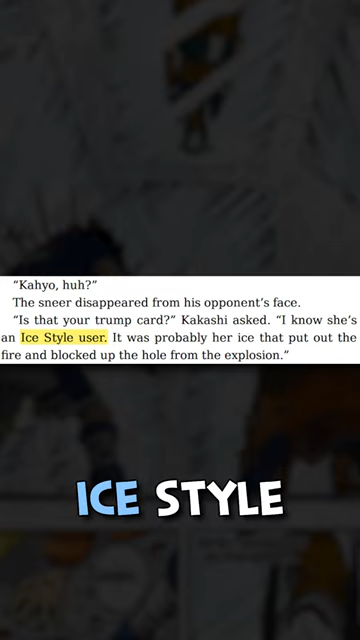 “Kahyo, huh?”
The sneer disappeared from his opponent’s face.
“Is that your trump card?” Kakashi asked. “I know she’s
an Ice Style user. It was probably her ice that put out the
fire and blocked up the hole from the explosion.”
ICE STYLE